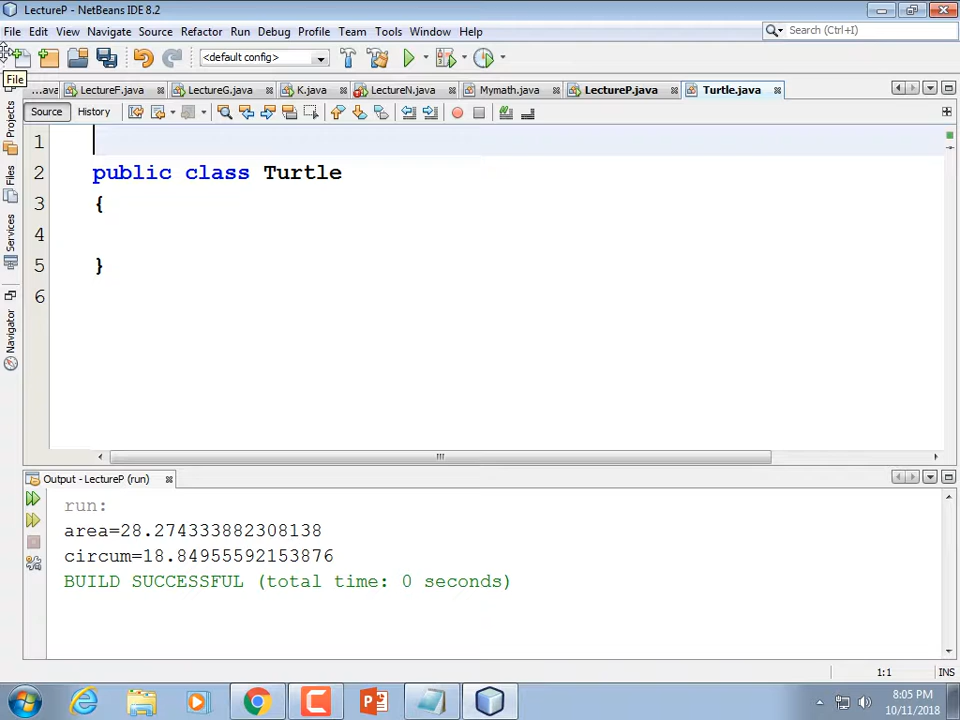 LectureP - NetBeans IDE 8.2
File Edit View Navigate Source Refactor Run Debug Profile Team Tools Window Help
Search (Ctrl+I)
<default config>
File
...ava LectureF.java LectureG.java K.java LectureN.java Mymath.java LectureP.java Turtle.java
Source History
Projects
Files
Services
Navigator
1
2 public class Turtle
3 {
4
5 }
6
Output - LectureP (run)
run:
area=28.274333882308138
circum=18.84955592153876
BUILD SUCCESSFUL (total time: 0 seconds)
1:1 INS
8:05 PM
10/11/2018